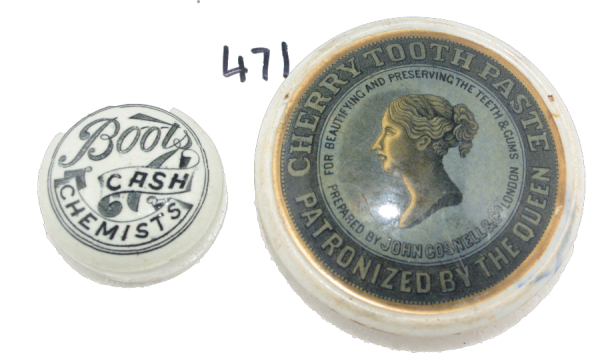 471
Boots
CASH
CHEMISTS
CHERRY TOOTH PASTE
PATRONIZED BY THE QUEEN
FOR BEAUTIFYING AND PRESERVING THE TEETH & GUMS
PREPARED BY JOHN GOSNELL & CO LONDON